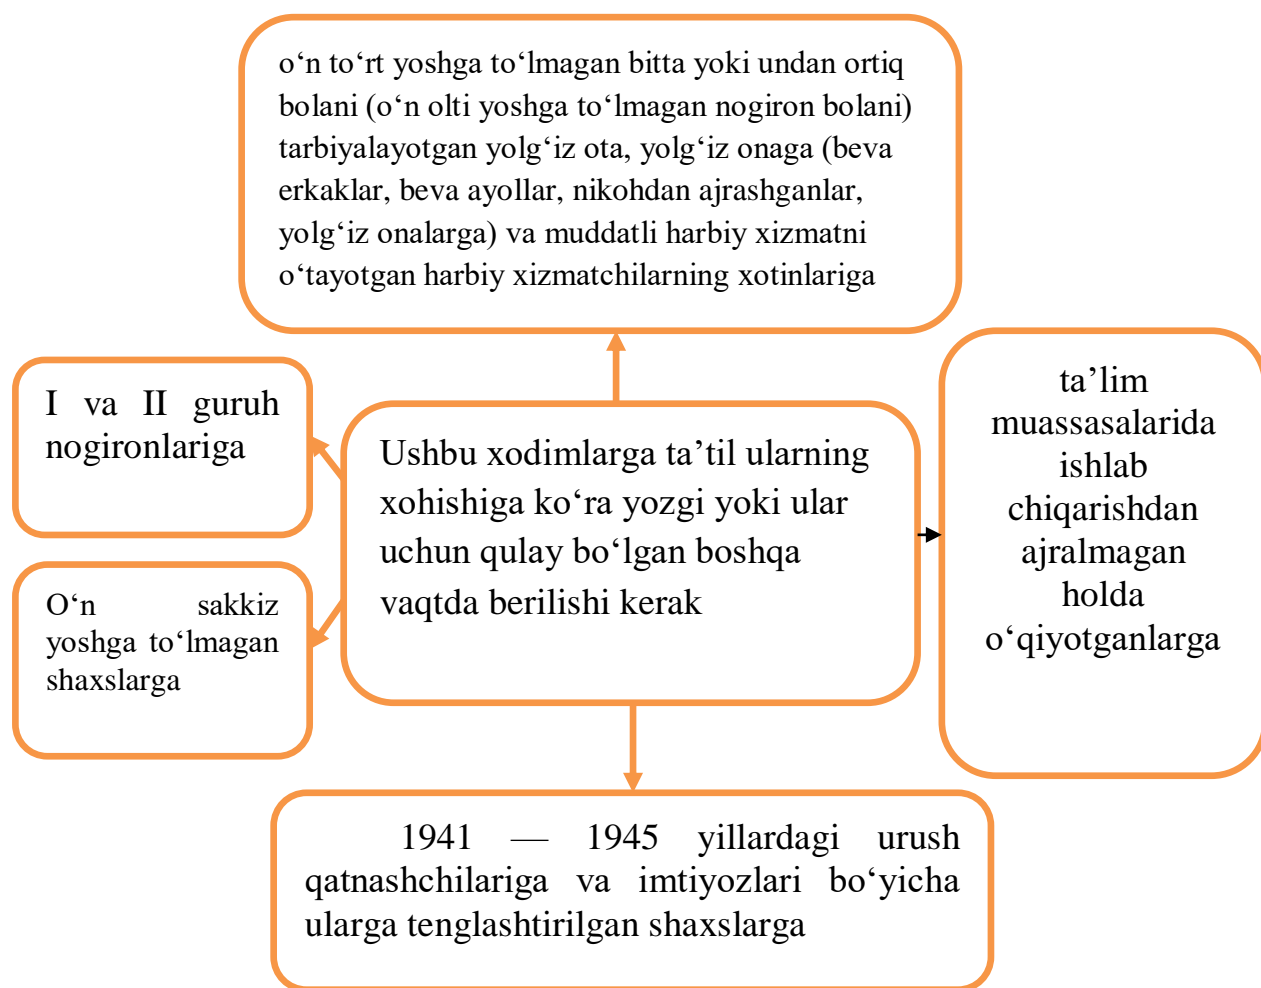 o‘n to‘rt yoshga to‘lmagan bitta yoki undan ortiq
bolani (o‘n olti yoshga to‘lmagan nogiron bolani)
tarbiyalayotgan yolg‘iz ota, yolg‘iz onaga (beva
erkaklar, beva ayollar, nikohdan ajrashganlar,
yolg‘iz onalarga) va muddatli harbiy xizmatni
o‘tayotgan harbiy xizmatchilarning xotinlariga
I va II guruh
nogironlariga
Ushbu xodimlarga ta’til ularning
xohishiga ko‘ra yozgi yoki ular
uchun qulay bo‘lgan boshqa
vaqtda berilishi kerak
ta’lim
muassasalarida
ishlab
chiqarishdan
ajralmagan
holda
o‘qiyotganlarga
O‘n sakkiz
yoshga to‘lmagan
shaxslarga
1941 — 1945 yillardagi urush
qatnashchilariga va imtiyozlari bo‘yicha
ularga tenglashtirilgan shaxslarga